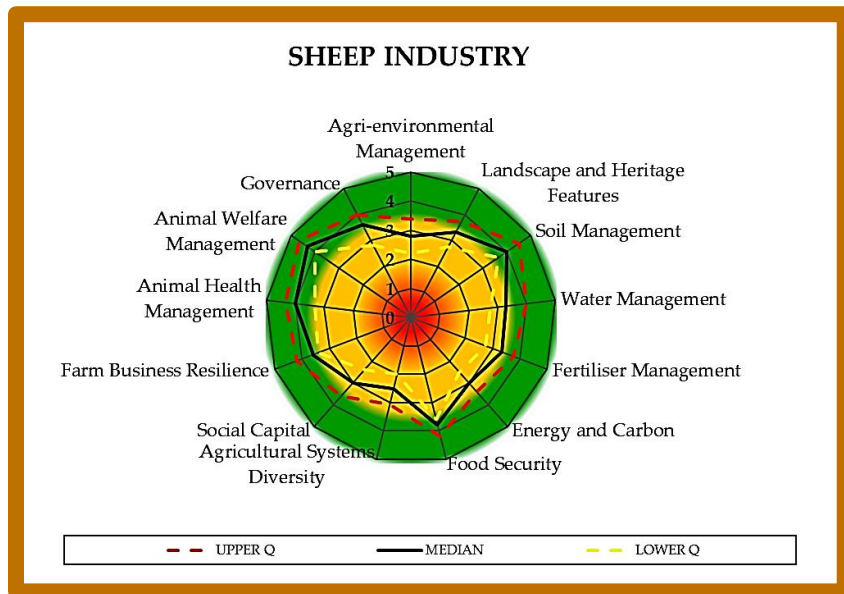 SHEEP INDUSTRY
Agri-environmental
Management
Landscape and Heritage
Features
Soil Management
Water Management
Fertiliser Management
Energy and Carbon
Food Security
Agricultural Systems
Diversity
Social Capital
Farm Business Resilience
Animal Health
Management
Animal Welfare
Management
Governance
5
4
3
2
1
0
UPPER Q
MEDIAN
LOWER Q